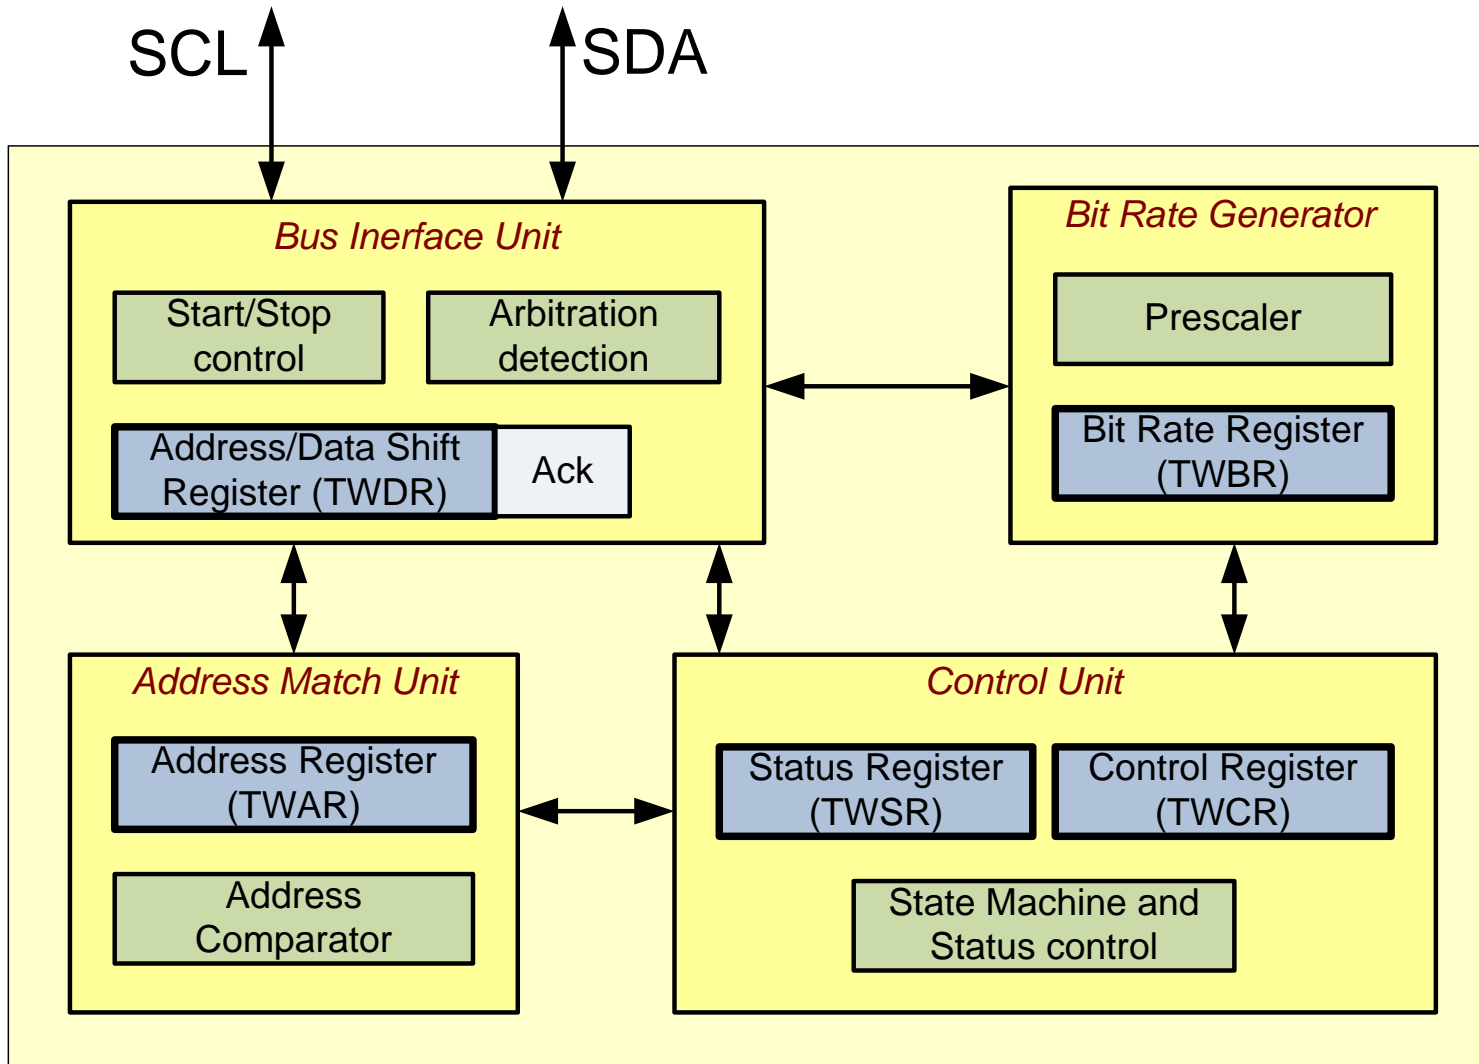 SCL
SDA
Bus Inerface Unit
Start/Stop
control
Arbitration
detection
Address/Data Shift
Register (TWDR)
Ack
Bit Rate Generator
Prescaler
Bit Rate Register
(TWBR)
Address Match Unit
Address Register
(TWAR)
Address
Comparator
Control Unit
Status Register
(TWSR)
Control Register
(TWCR)
State Machine and
Status control